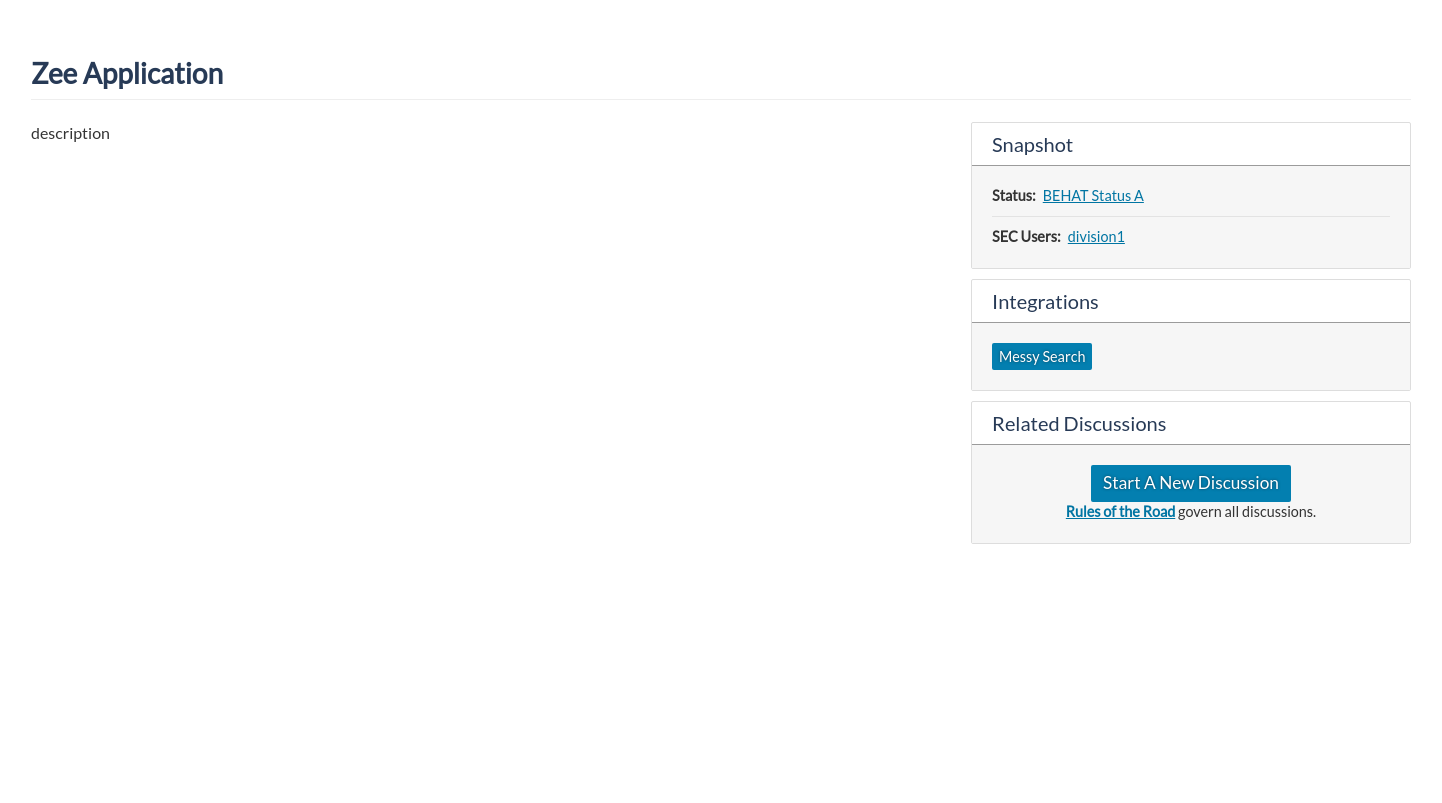 Zee Application
description
Snapshot
Status: BEHAT Status A
SEC Users: division1
Integrations
Messy Search
Related Discussions
Start A New Discussion
Rules of the Road govern all discussions.